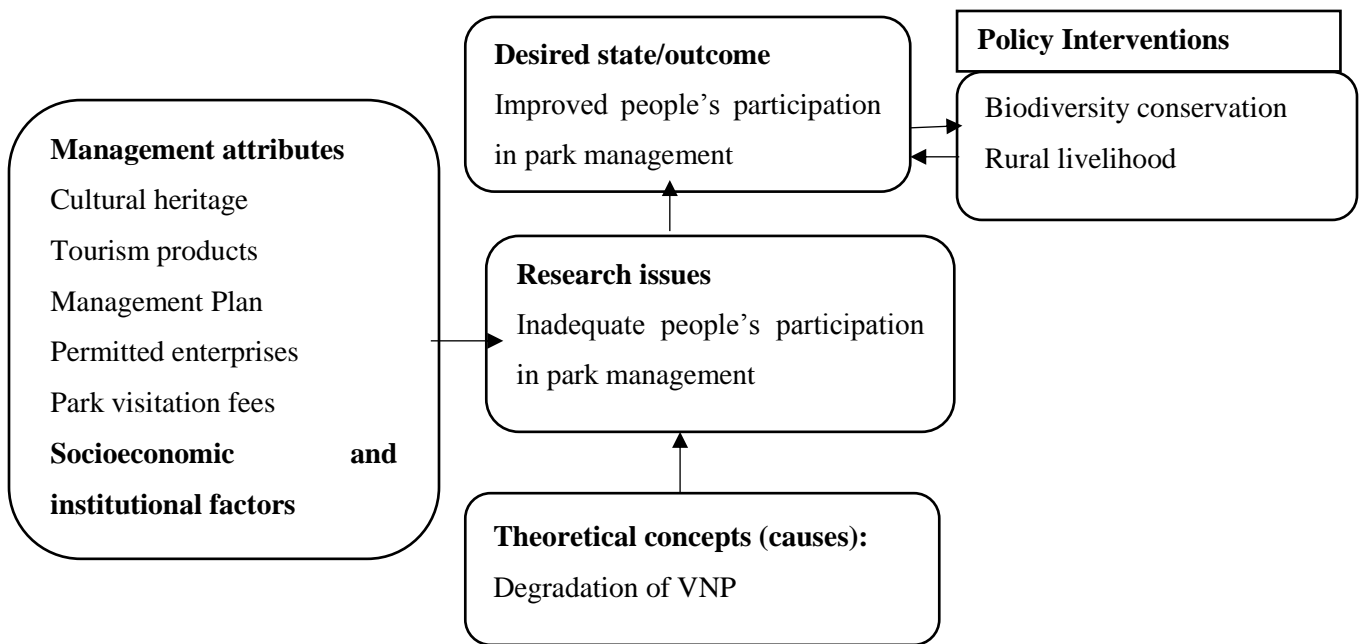 Management attributes
Cultural heritage
Tourism products
Management Plan
Permitted enterprises
Park visitation fees
Socioeconomic and
institutional factors
Desired state/outcome
Improved people’s participation
in park management
Research issues
Inadequate people’s participation
in park management
Theoretical concepts (causes):
Degradation of VNP
Policy Interventions
Biodiversity conservation
Rural livelihood